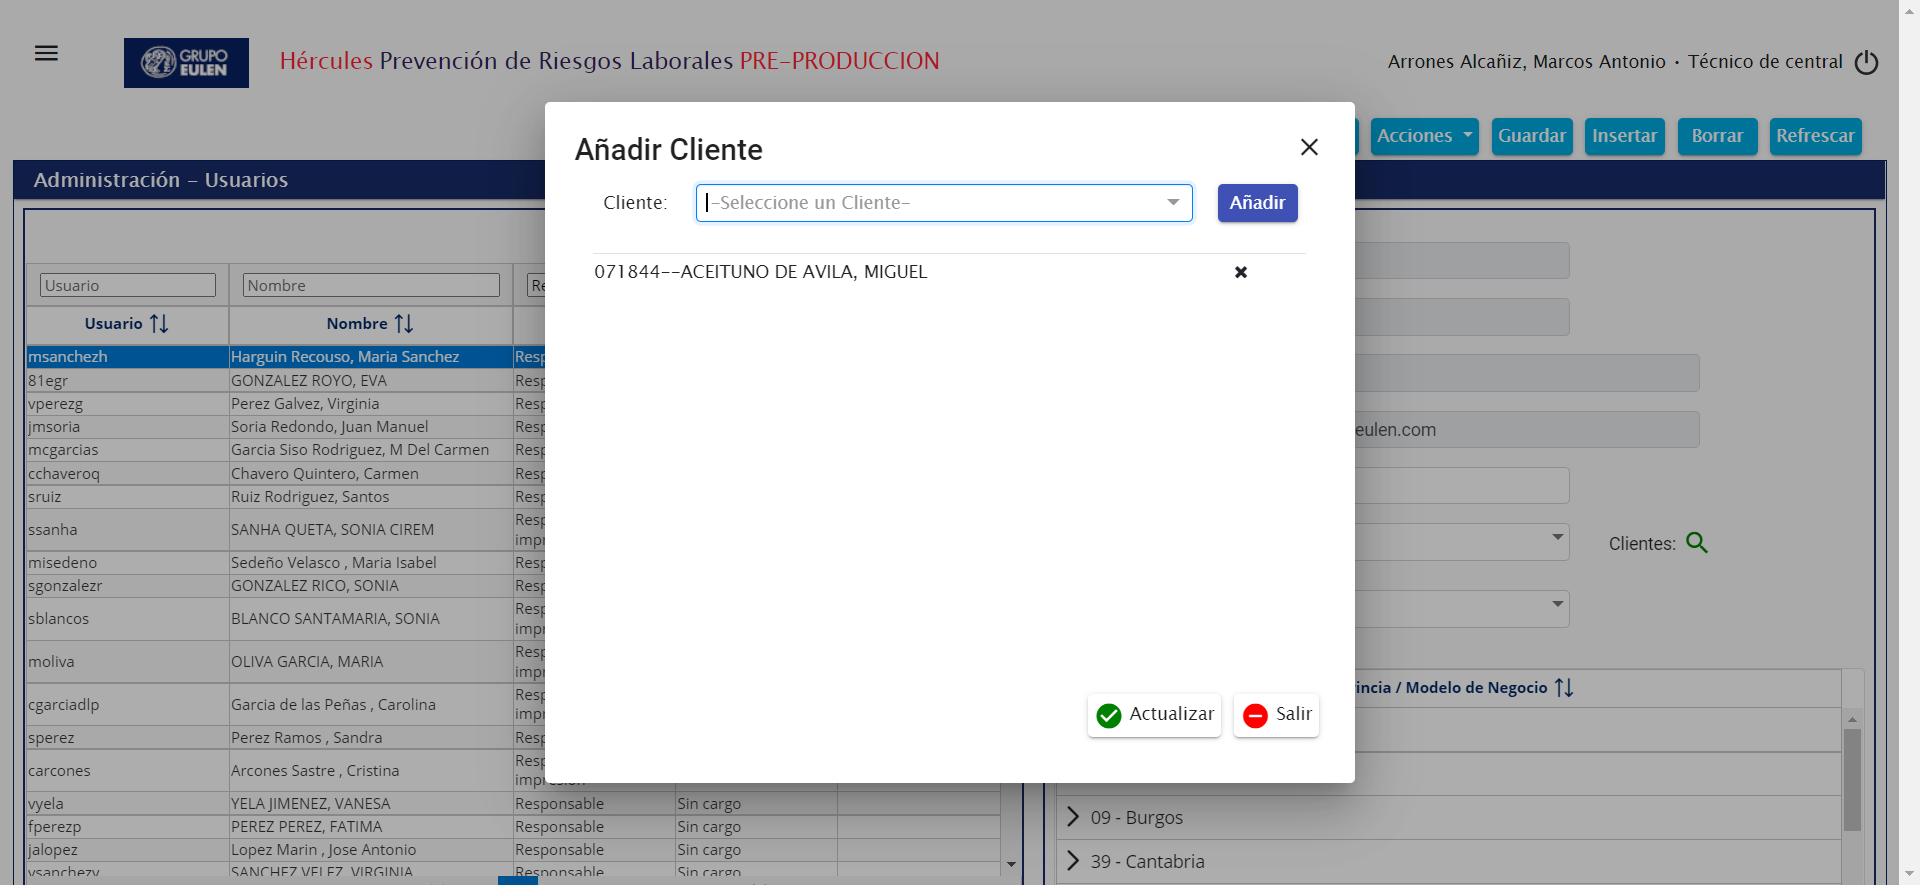 GRUPO
EULEN
Hércules Prevención de Riesgos Laborales PRE-PRODUCCION
Arrones Alcañiz, Marcos Antonio · Técnico de central
Acciones
Guardar
Insertar
Borrar
Refrescar
Administración - Usuarios
Añadir Cliente
Cliente:
-Seleccione un Cliente-
Añadir
071844--ACEITUNO DE AVILA, MIGUEL
Actualizar
Salir
Usuario
Nombre
Re
Usuario
Nombre
msanchezh Harguin Recouso, Maria Sanchez Resp
81egr GONZALEZ ROYO, EVA Resp
vperezg Perez Galvez, Virginia Resp
jmsoria Soria Redondo, Juan Manuel Resp
mcgarcias Garcia Siso Rodriguez, M Del Carmen Resp
cchaveroq Chavero Quintero, Carmen Resp
sruiz Ruiz Rodriguez, Santos Resp
ssanha SANHA QUETA, SONIA CIREM Resp
impr
misedeno Sedeño Velasco , Maria Isabel Resp
sgonzalezr GONZALEZ RICO, SONIA Resp
sblancos BLANCO SANTAMARIA, SONIA Resp
impr
moliva OLIVA GARCIA, MARIA Resp
impr
cgarciadlp Garcia de las Peñas , Carolina Resp
impr
sperez Perez Ramos , Sandra Resp
carcones Arcones Sastre , Cristina Resp
impresión
vyela YELA JIMENEZ, VANESA Responsable Sin cargo
fperezp PEREZ PEREZ, FATIMA Responsable Sin cargo
jalopez Lopez Marin , Jose Antonio Responsable Sin cargo
vsanchezv SANCHEZ VELEZ, VIRGINIA Responsable Sin cargo
eulen.com
Clientes:
incia / Modelo de Negocio
09 - Burgos
39 - Cantabria